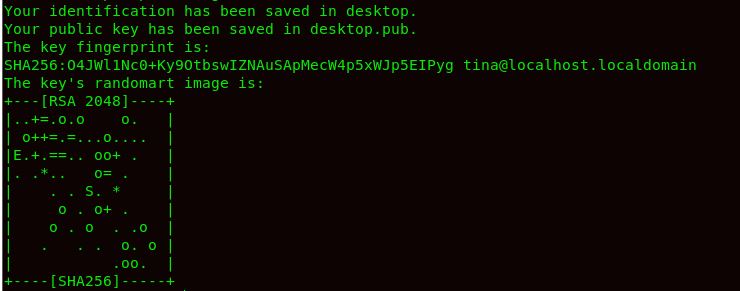 Your identification has been saved in desktop.
Your public key has been saved in desktop.pub.
The key fingerprint is:
SHA256:O4JWl1Nc0+Ky9OtbswIZNAuSApMecW4p5xWJp5EIPyg tina@localhost.localdomain
The key's randomart image is:
+---[RSA 2048]----+
|..+=.o.o    o.   |
| o++=.=...o....  |
|E.+.==.. oo+ .   |
|. .*..   o= .    |
|    . . S. *     |
|     o . o+ .    |
|    o . o  . .o  |
|   .   . .  o. o |
|           .oo.  |
+----[SHA256]-----+